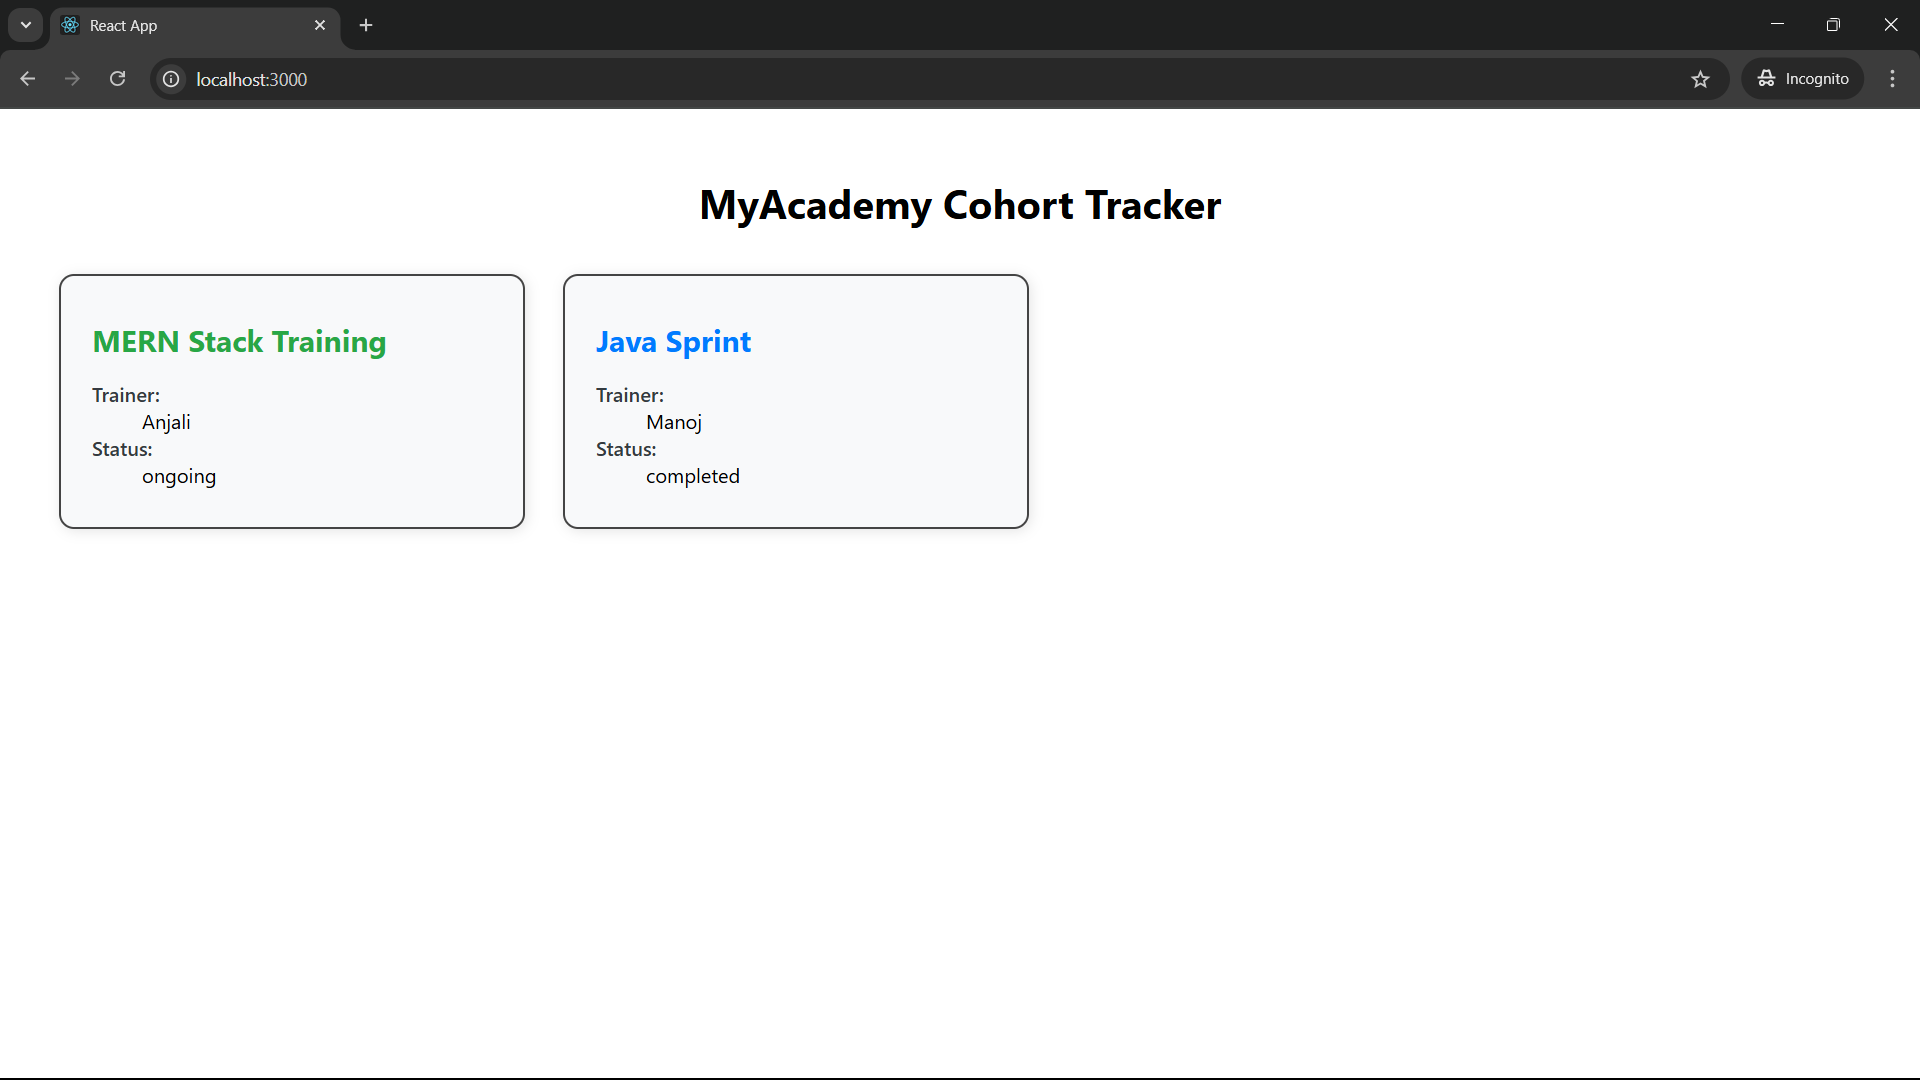 React App
localhost:3000
Incognito
MyAcademy Cohort Tracker
MERN Stack Training
Trainer:
Anjali
Status:
ongoing
Java Sprint
Trainer:
Manoj
Status:
completed